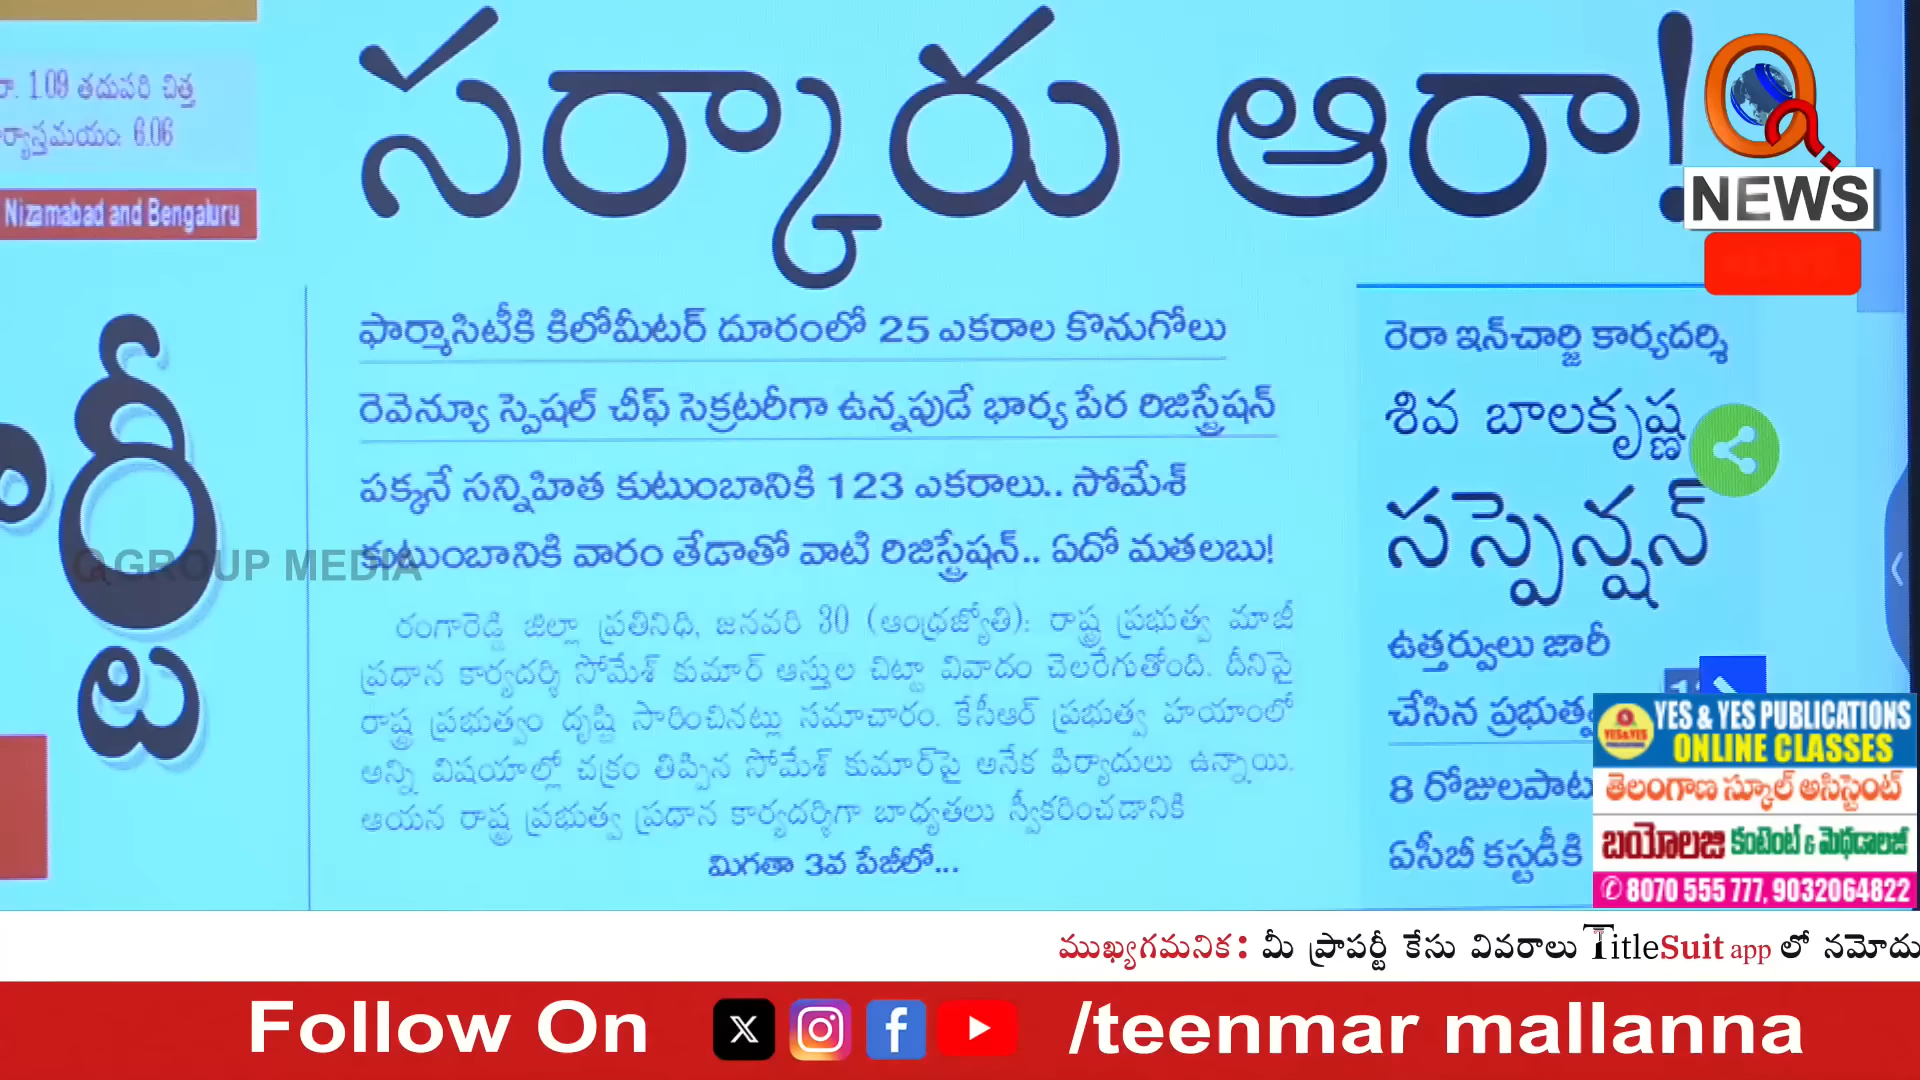 సర్కారు ఆరా!
1.09 తదుపరి చిత్త
6.06
Nizamabad and Bengaluru
ఫార్మాసిటీకి కిలోమీటర్ దూరంలో 25 ఎకరాల కొనుగోలు
రెవెన్యూ స్పెషల్ చీఫ్ సెక్రటరీగా ఉన్నపుడే భార్య పేర రిజిస్ట్రేషన్
పక్కనే సన్నిహిత కుటుంబానికి 123 ఎకరాలు.. సోమేశ్
కుటుంబానికి వారం తేడాతో వాటి రిజిస్ట్రేషన్.. ఏదో మతలబు!
రంగారెడ్డి జిల్లా ప్రతినిధి, జనవరి 30 (ఆంధ్రజ్యోతి): రాష్ట్ర ప్రభుత్వ మాజీ
ప్రధాన కార్యదర్శి సోమేశ్ కుమార్ ఆస్తుల చిట్టా వివాదం చెలరేగుతోంది. దీనిపై
రాష్ట్ర ప్రభుత్వం దృష్టి సారించినట్లు సమాచారం. కేసీఆర్ ప్రభుత్వ హయాంలో
అన్ని విషయాల్లో చక్రం తిప్పిన సోమేశ్ కుమార్‌పై అనేక ఫిర్యాదులు ఉన్నాయి.
ఆయన రాష్ట్ర ప్రభుత్వ ప్రధాన కార్యదర్శిగా బాధ్యతలు స్వీకరించడానికి
మిగతా 3వ పేజీలో...
రెరా ఇన్‌చార్జి కార్యదర్శి
శివ బాలకృష్ణ
సస్పెన్షన్
ఉత్తర్వులు జారీ
చేసిన ప్రభుత్వం
8 రోజులపాటు
ఏసీబీ కస్టడీకి
Q GROUP MEDIA
NEWS
YES & YES PUBLICATIONS
ONLINE CLASSES
తెలంగాణ స్కూల్ అసిస్టెంట్
బయోలజి కంటెంట్ & మెథడాలజీ
8070 555 777, 9032064822
ముఖ్యగమనిక: మీ ప్రాపర్టీ కేసు వివరాలు TitleSuit app లో నమోదు
Follow On /teenmar mallanna